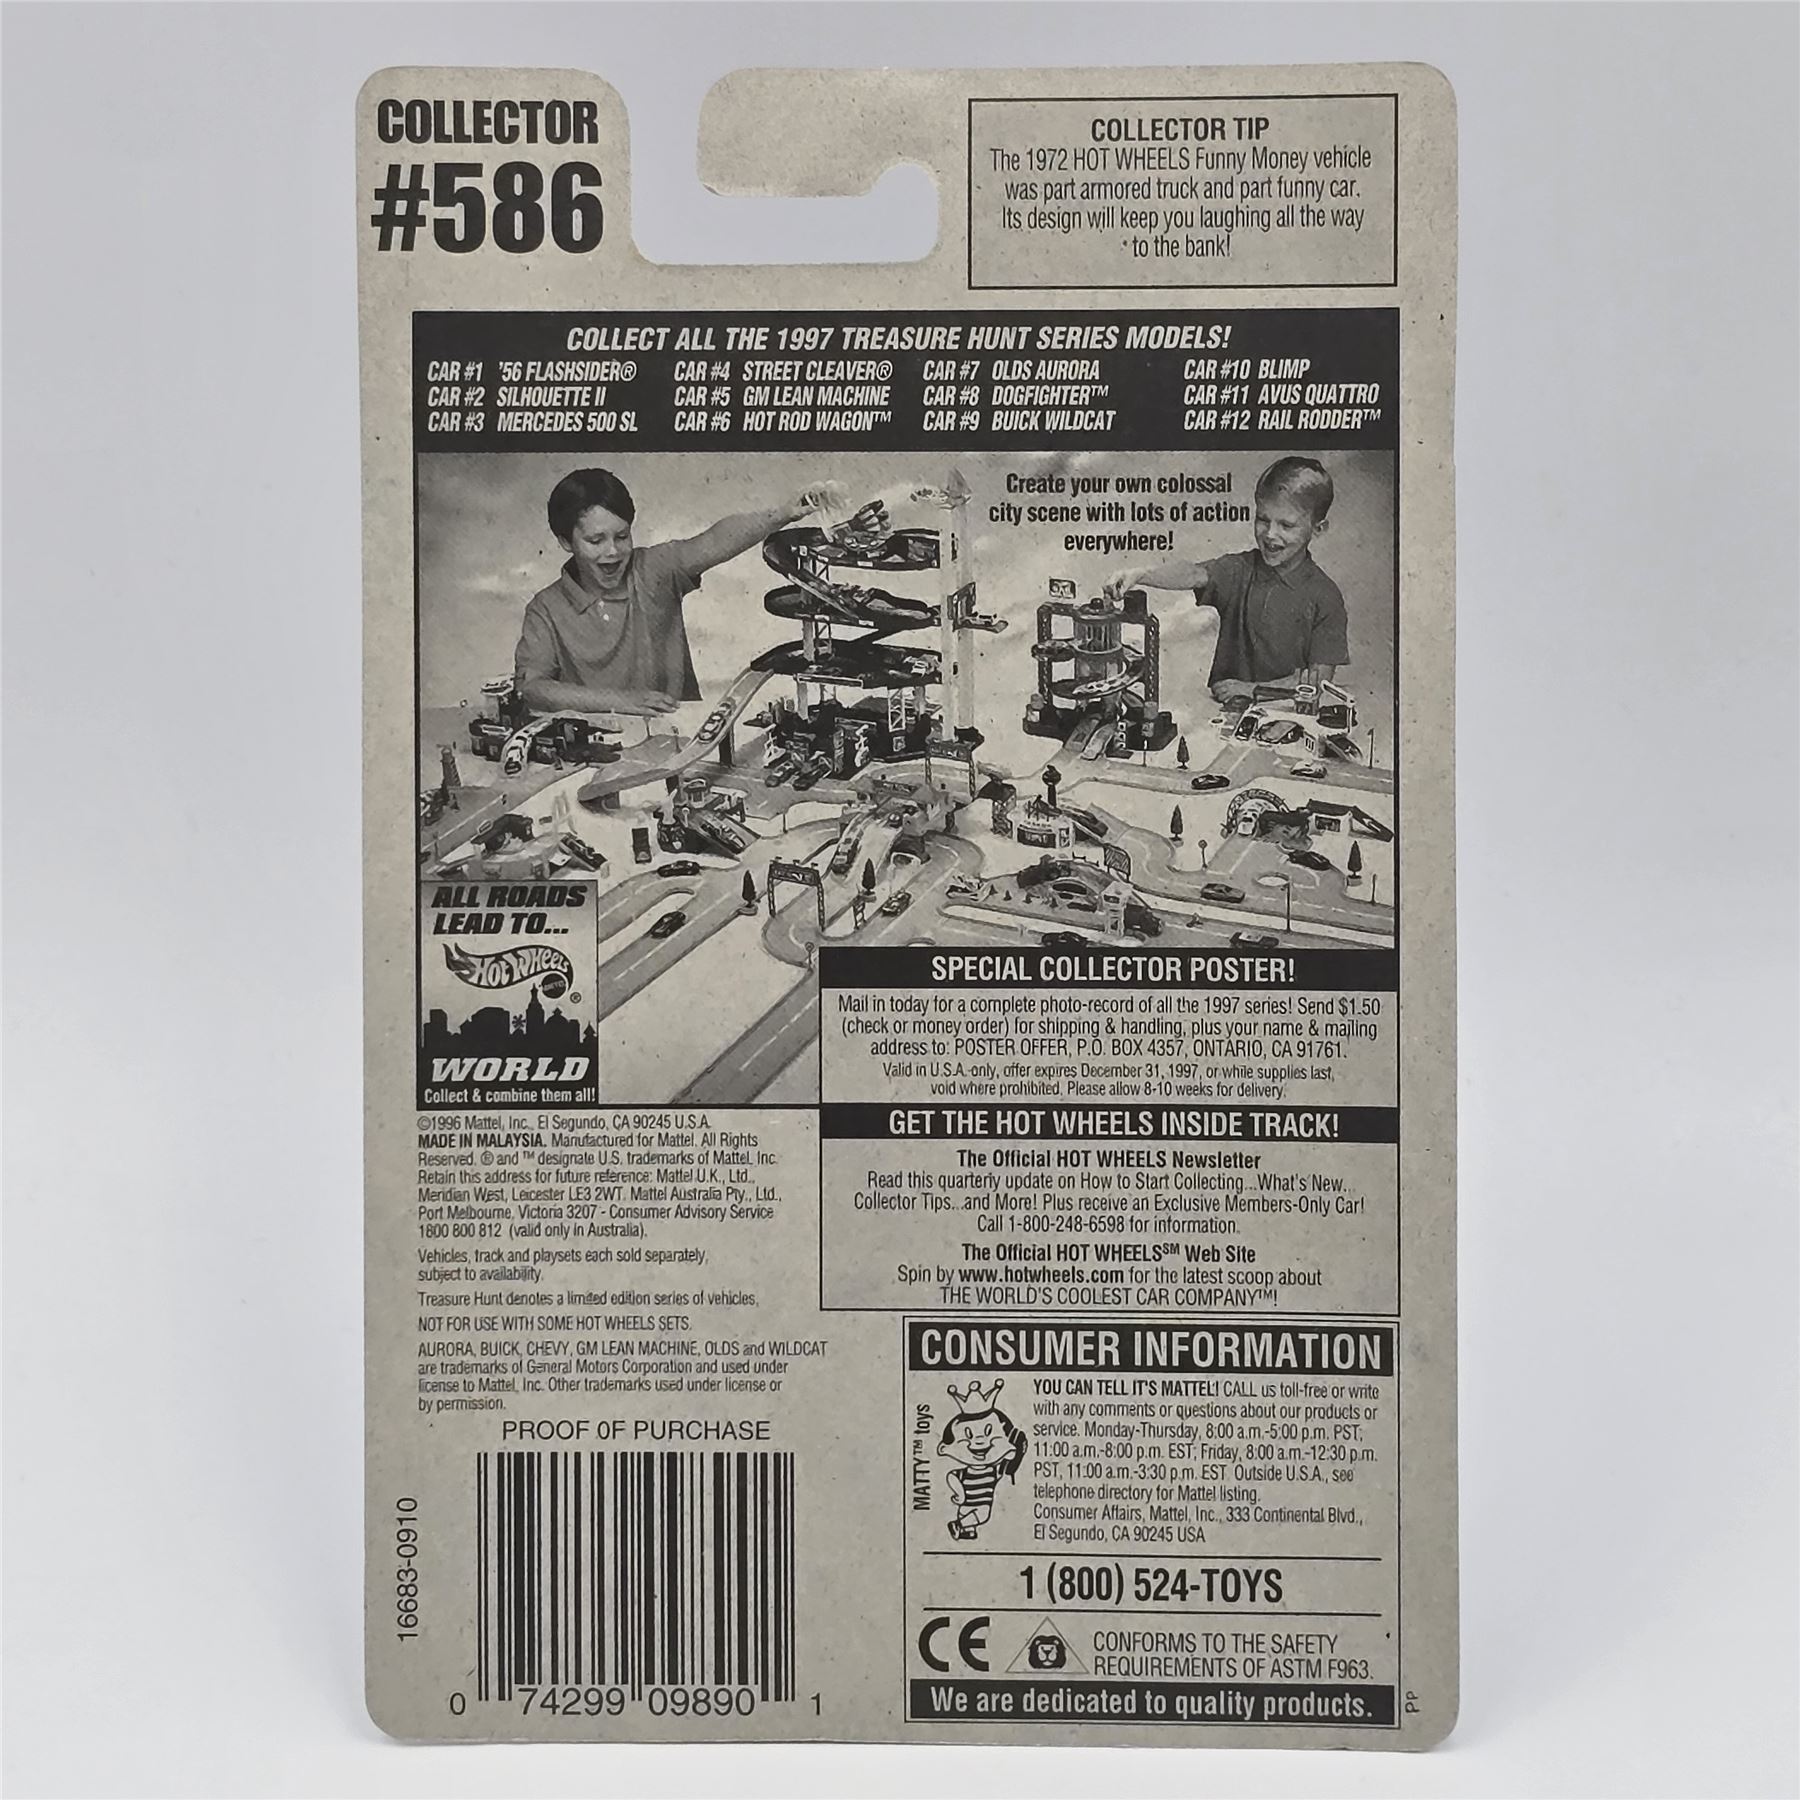 COLLECTOR
#586
COLLECTOR TIP
The 1972 HOT WHEELS Funny Money vehicle
was part armored truck and part funny car.
Its design will keep you laughing all the way
to the bank!
COLLECT ALL THE 1997 TREASURE HUNT SERIES MODELS!
CAR #1 '56 FLASHSIDER®
CAR #2 SILHOUETTE II
CAR #3 MERCEDES 500 SL
CAR #4 STREET CLEAVER®
CAR #5 GM LEAN MACHINE
CAR #6 HOT ROD WAGON™
CAR #7 OLDS AURORA
CAR #8 DOGFIGHTER™
CAR #9 BUICK WILDCAT
CAR #10 BLIMP
CAR #11 AVUS QUATTRO
CAR #12 RAIL RODDER™
Create your own colossal
city scene with lots of action
everywhere!
ALL ROADS
LEAD TO...
Hot Wheels
MATTEL
®
WORLD
Collect & combine them all!
SPECIAL COLLECTOR POSTER!
Mail in today for a complete photo-record of all the 1997 series! Send $1.50
(check or money order) for shipping & handling, plus your name & mailing
address to: POSTER OFFER, P.O. BOX 4357, ONTARIO, CA 91761.
Valid in U.S.A. only, offer expires December 31, 1997, or while supplies last,
void where prohibited. Please allow 8-10 weeks for delivery.
GET THE HOT WHEELS INSIDE TRACK!
The Official HOT WHEELS Newsletter
Read this quarterly update on How to Start Collecting...What's New...
Collector Tips...and More! Plus receive an Exclusive Members-Only Car!
Call 1-800-248-6598 for information.
The Official HOT WHEELS℠ Web Site
Spin by www.hotwheels.com for the latest scoop about
THE WORLD'S COOLEST CAR COMPANY™!
©1996 Mattel, Inc., El Segundo, CA 90245 U.S.A.
MADE IN MALAYSIA. Manufactured for Mattel. All Rights
Reserved. ® and ™ designate U.S. trademarks of Mattel, Inc.
Retain this address for future reference: Mattel U.K., Ltd.,
Meridian West, Leicester LE3 2WT. Mattel Australia Pty., Ltd.,
Port Melbourne, Victoria 3207 - Consumer Advisory Service
1800 800 812 (valid only in Australia).
Vehicles, track and playsets each sold separately,
subject to availability.
Treasure Hunt denotes a limited edition series of vehicles.
NOT FOR USE WITH SOME HOT WHEELS SETS.
AURORA, BUICK, CHEVY, GM LEAN MACHINE, OLDS and WILDCAT
are trademarks of General Motors Corporation and used under
license to Mattel, Inc. Other trademarks used under license or
by permission.
PROOF OF PURCHASE
16683-0910
0 74299 09890 1
CONSUMER INFORMATION
MATTY™ toys
YOU CAN TELL IT'S MATTEL! CALL us toll-free or write
with any comments or questions about our products or
service. Monday-Thursday, 8:00 a.m.-5:00 p.m. PST;
11:00 a.m.-8:00 p.m. EST; Friday, 8:00 a.m.-12:30 p.m.
PST, 11:00 a.m.-3:30 p.m. EST. Outside U.S.A., see
telephone directory for Mattel listing.
Consumer Affairs, Mattel, Inc., 333 Continental Blvd.,
El Segundo, CA 90245 USA
1 (800) 524-TOYS
CE
CONFORMS TO THE SAFETY
REQUIREMENTS OF ASTM F963.
We are dedicated to quality products.
PP